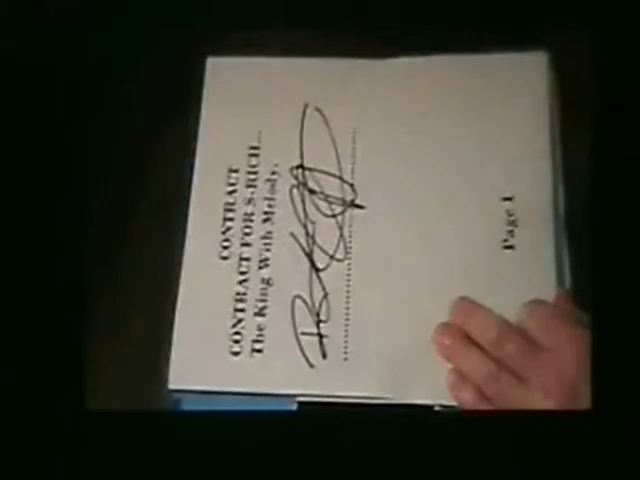 CONTRACT
CONTRACT FOR S-RICH...
The King With Melody.
Page 1